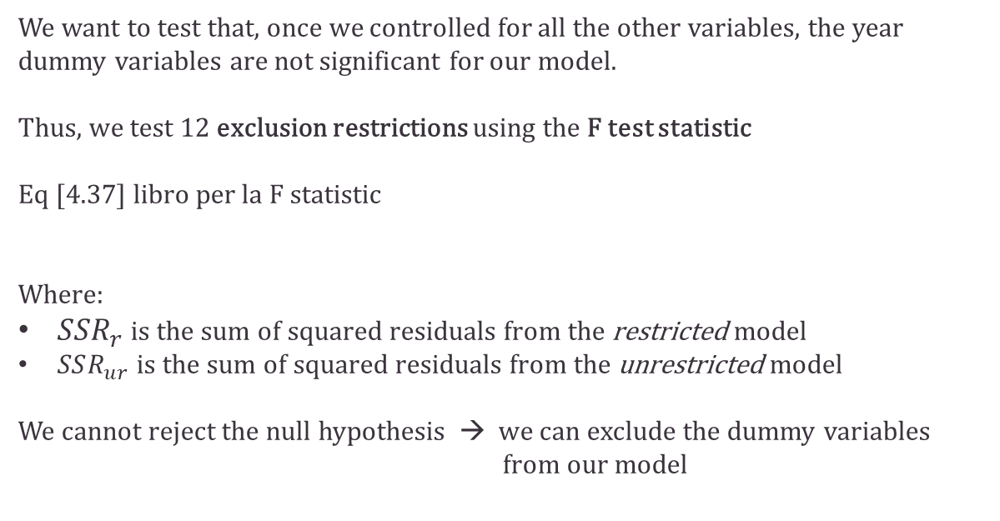 We want to test that, once we controlled for all the other variables, the year
dummy variables are not significant for our model.
Thus, we test 12 exclusion restrictions using the F test statistic
Eq [4.37] libro per la F statistic
Where:
• SSRᵣ is the sum of squared residuals from the restricted model
• SSRᵤᵣ is the sum of squared residuals from the unrestricted model
We cannot reject the null hypothesis → we can exclude the dummy variables
from our model